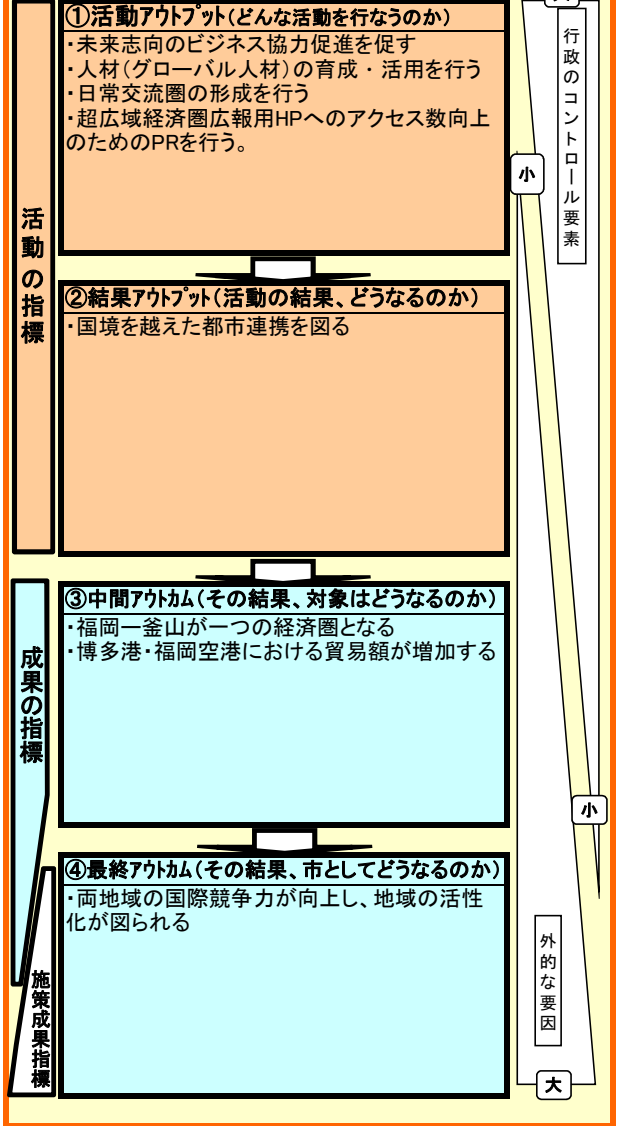 ①活動アウトプット(どんな活動を行なうのか)
・未来志向のビジネス協力促進を促す
・人材(グローバル人材)の育成・活用を行う
・日常交流圏の形成を行う
・超広域経済圏広報用HPへのアクセス数向上
のためのPRを行う。
活動の指標
②結果アウトプット(活動の結果、どうなるのか)
・国境を越えた都市連携を図る
③中間アウトカム(その結果、対象はどうなるのか)
・福岡ー釜山が一つの経済圏となる
・博多港・福岡空港における貿易額が増加する
成果の指標
④最終アウトカム(その結果、市としてどうなるのか)
・両地域の国際競争力が向上し、地域の活性
化が図られる
施策成果指標
行政のコントロール要素
小
小
外的な要因
大